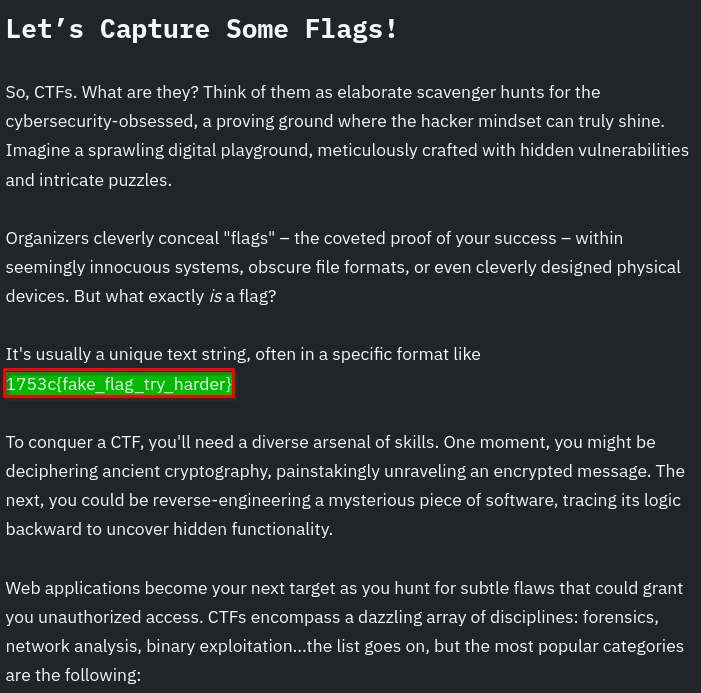 Let’s Capture Some Flags!
So, CTFs. What are they? Think of them as elaborate scavenger hunts for the
cybersecurity-obsessed, a proving ground where the hacker mindset can truly shine.
Imagine a sprawling digital playground, meticulously crafted with hidden vulnerabilities
and intricate puzzles.
Organizers cleverly conceal "flags" – the coveted proof of your success – within
seemingly innocuous systems, obscure file formats, or even cleverly designed physical
devices. But what exactly is a flag?
It's usually a unique text string, often in a specific format like
1753c{fake_flag_try_harder}
To conquer a CTF, you'll need a diverse arsenal of skills. One moment, you might be
deciphering ancient cryptography, painstakingly unraveling an encrypted message. The
next, you could be reverse-engineering a mysterious piece of software, tracing its logic
backward to uncover hidden functionality.
Web applications become your next target as you hunt for subtle flaws that could grant
you unauthorized access. CTFs encompass a dazzling array of disciplines: forensics,
network analysis, binary exploitation...the list goes on, but the most popular categories
are the following: